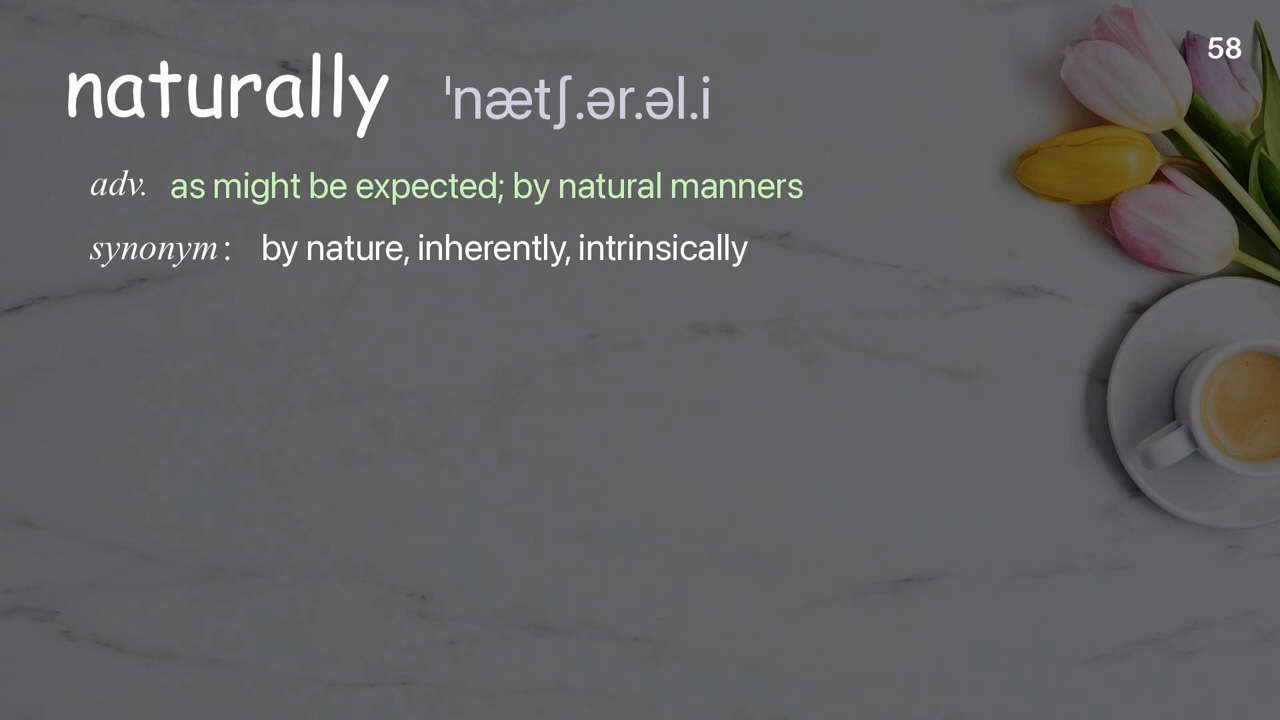 58
naturally ˈnætʃ.ər.əl.i
adv. as might be expected; by natural manners
synonym: by nature, inherently, intrinsically